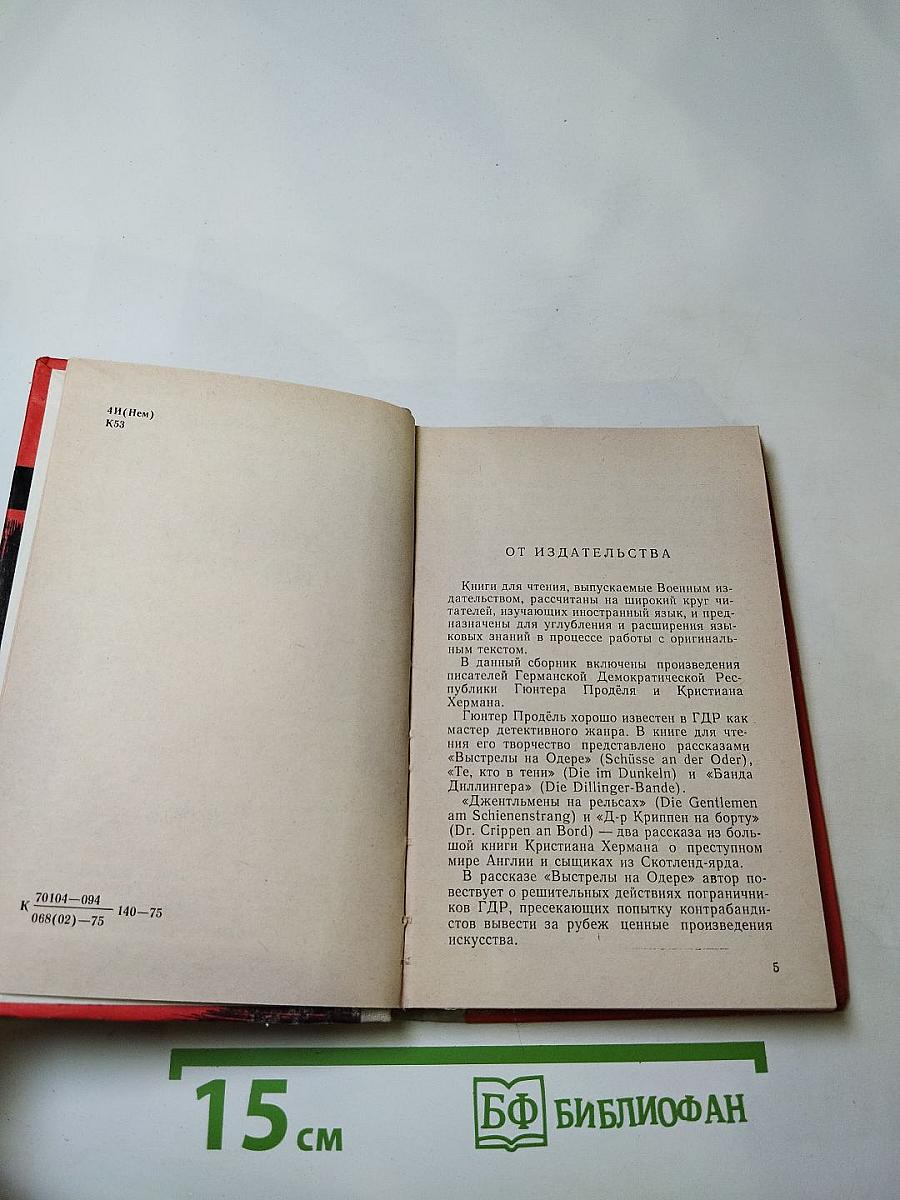 4И(Нем)
К53
К 70104—094
068(02)—75 140—75
ОТ ИЗДАТЕЛЬСТВА
Книги для чтения, выпускаемые Военным из-
дательством, рассчитаны на широкий круг чи-
тателей, изучающих иностранный язык, и пред-
назначены для углубления и расширения язы-
ковых знаний в процессе работы с оригиналь-
ным текстом.
В данный сборник включены произведения
писателей Германской Демократической Рес-
публики Гюнтера Продёля и Кристиана
Хермана.
Гюнтер Продёль хорошо известен в ГДР как
мастер детективного жанра. В книге для чте-
ния его творчество представлено рассказами
«Выстрелы на Одере» (Schüsse an der Oder),
«Те, кто в тени» (Die im Dunkeln) и «Банда
Диллингера» (Die Dillinger-Bande).
«Джентльмены на рельсах» (Die Gentlemen
am Schienenstrang) и «Д-р Криппен на борту»
(Dr. Crippen an Bord) — два рассказа из боль-
шой книги Кристиана Хермана о преступном
мире Англии и сыщиках из Скотленд-ярда.
В рассказе «Выстрелы на Одере» автор по-
вествует о решительных действиях пограничн и-
ков ГДР, пресекающих попытку контрабанди-
стов вывести за рубеж ценные произведения
искусства.
5
15 см
БФ БИБЛИОФАН